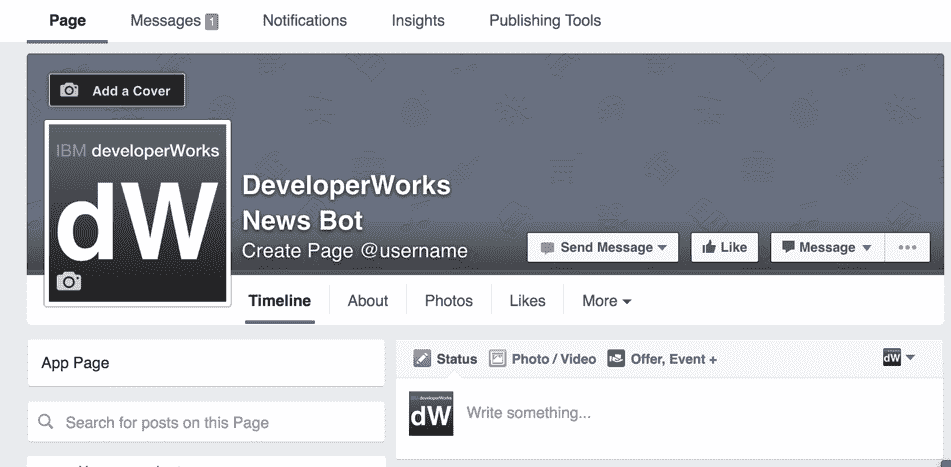 Page Messages 1 Notifications Insights Publishing Tools
Add a Cover
IBM developerWorks
dW
DeveloperWorks
News Bot
Create Page @username
Send Message Like Message
Timeline About Photos Likes More
App Page
Status Photo / Video Offer, Event +
dW
Search for posts on this Page
dW
Write something...